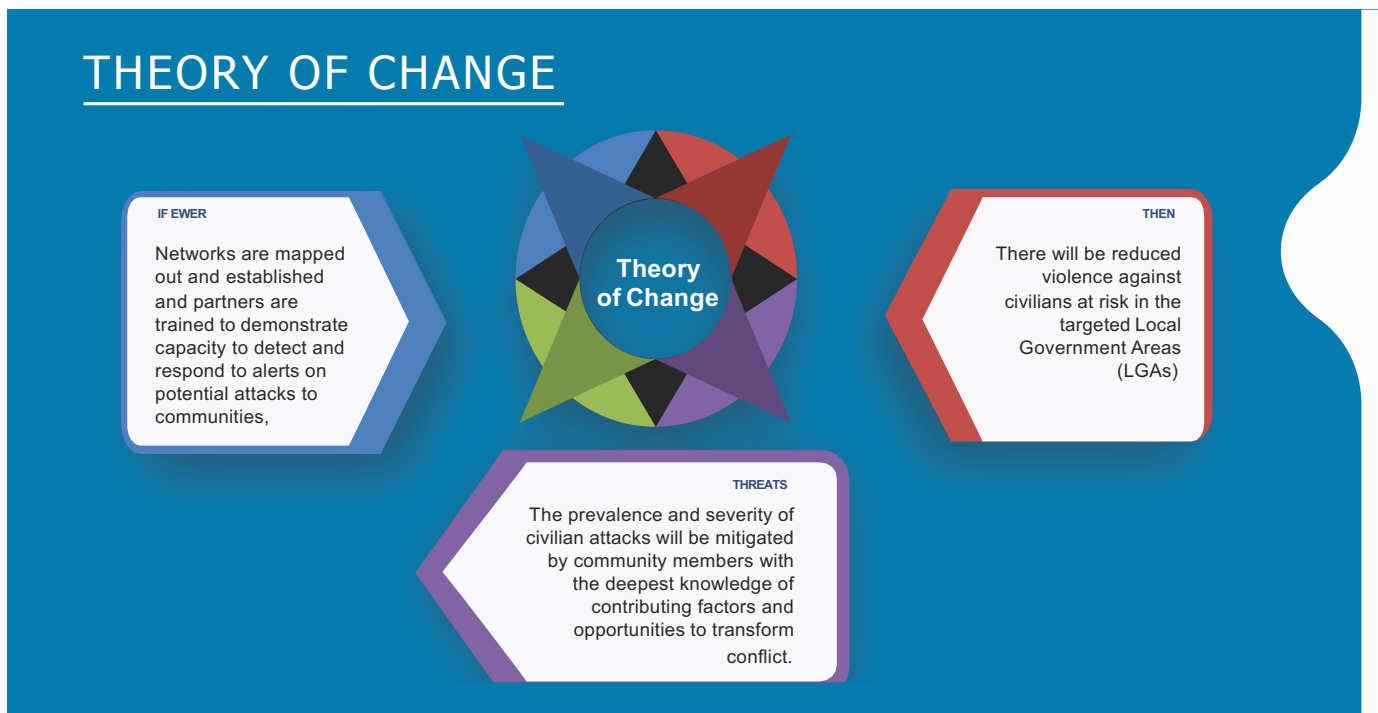 THEORY OF CHANGE
IF EWER
Networks are mapped
out and established
and partners are
trained to demonstrate
capacity to detect and
respond to alerts on
potential attacks to
communities,
Theory
of Change
THEN
There will be reduced
violence against
civilians at risk in the
targeted Local
Government Areas
(LGAs)
THREATS
The prevalence and severity of
civilian attacks will be mitigated
by community members with
the deepest knowledge of
contributing factors and
opportunities to transform
conflict.